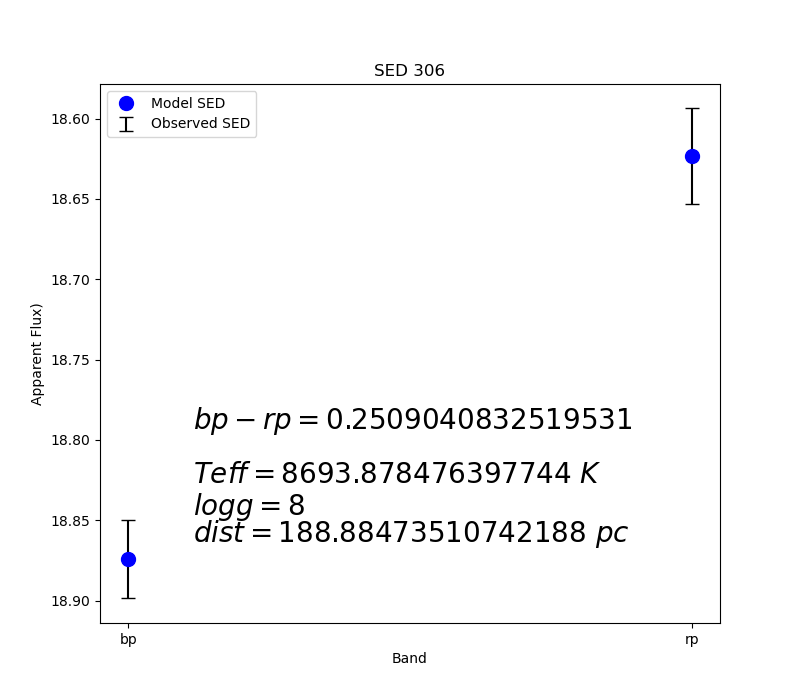 SED 306
Model SED
Observed SED
18.60
18.65
18.70
18.75
18.80
18.85
18.90
Apparent Flux)
bp − rp = 0.2509040832519531
Teff = 8693.878476397744 K
logg = 8
dist = 188.88473510742188 pc
bp
rp
Band